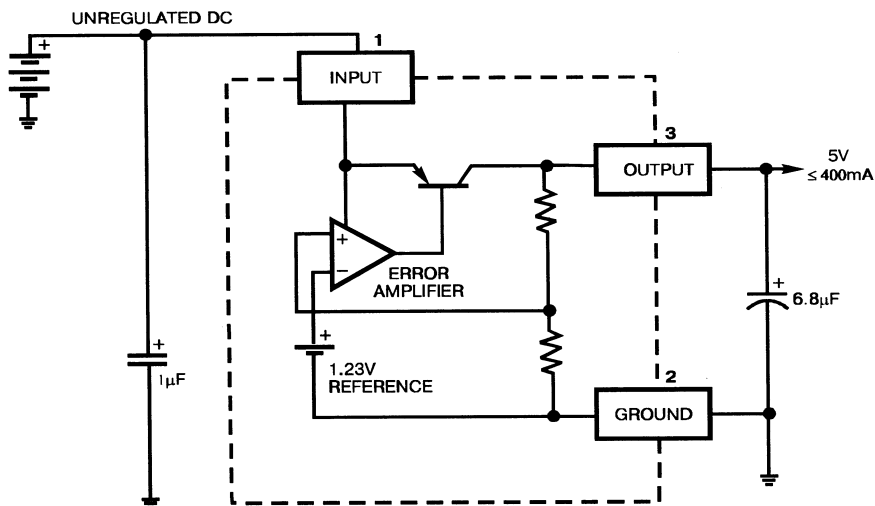 UNREGULATED DC
+
1
INPUT
3
OUTPUT
5V
≤ 400mA
+
−
ERROR
AMPLIFIER
+
6.8µF
+
1.23V
REFERENCE
+
1µF
2
GROUND